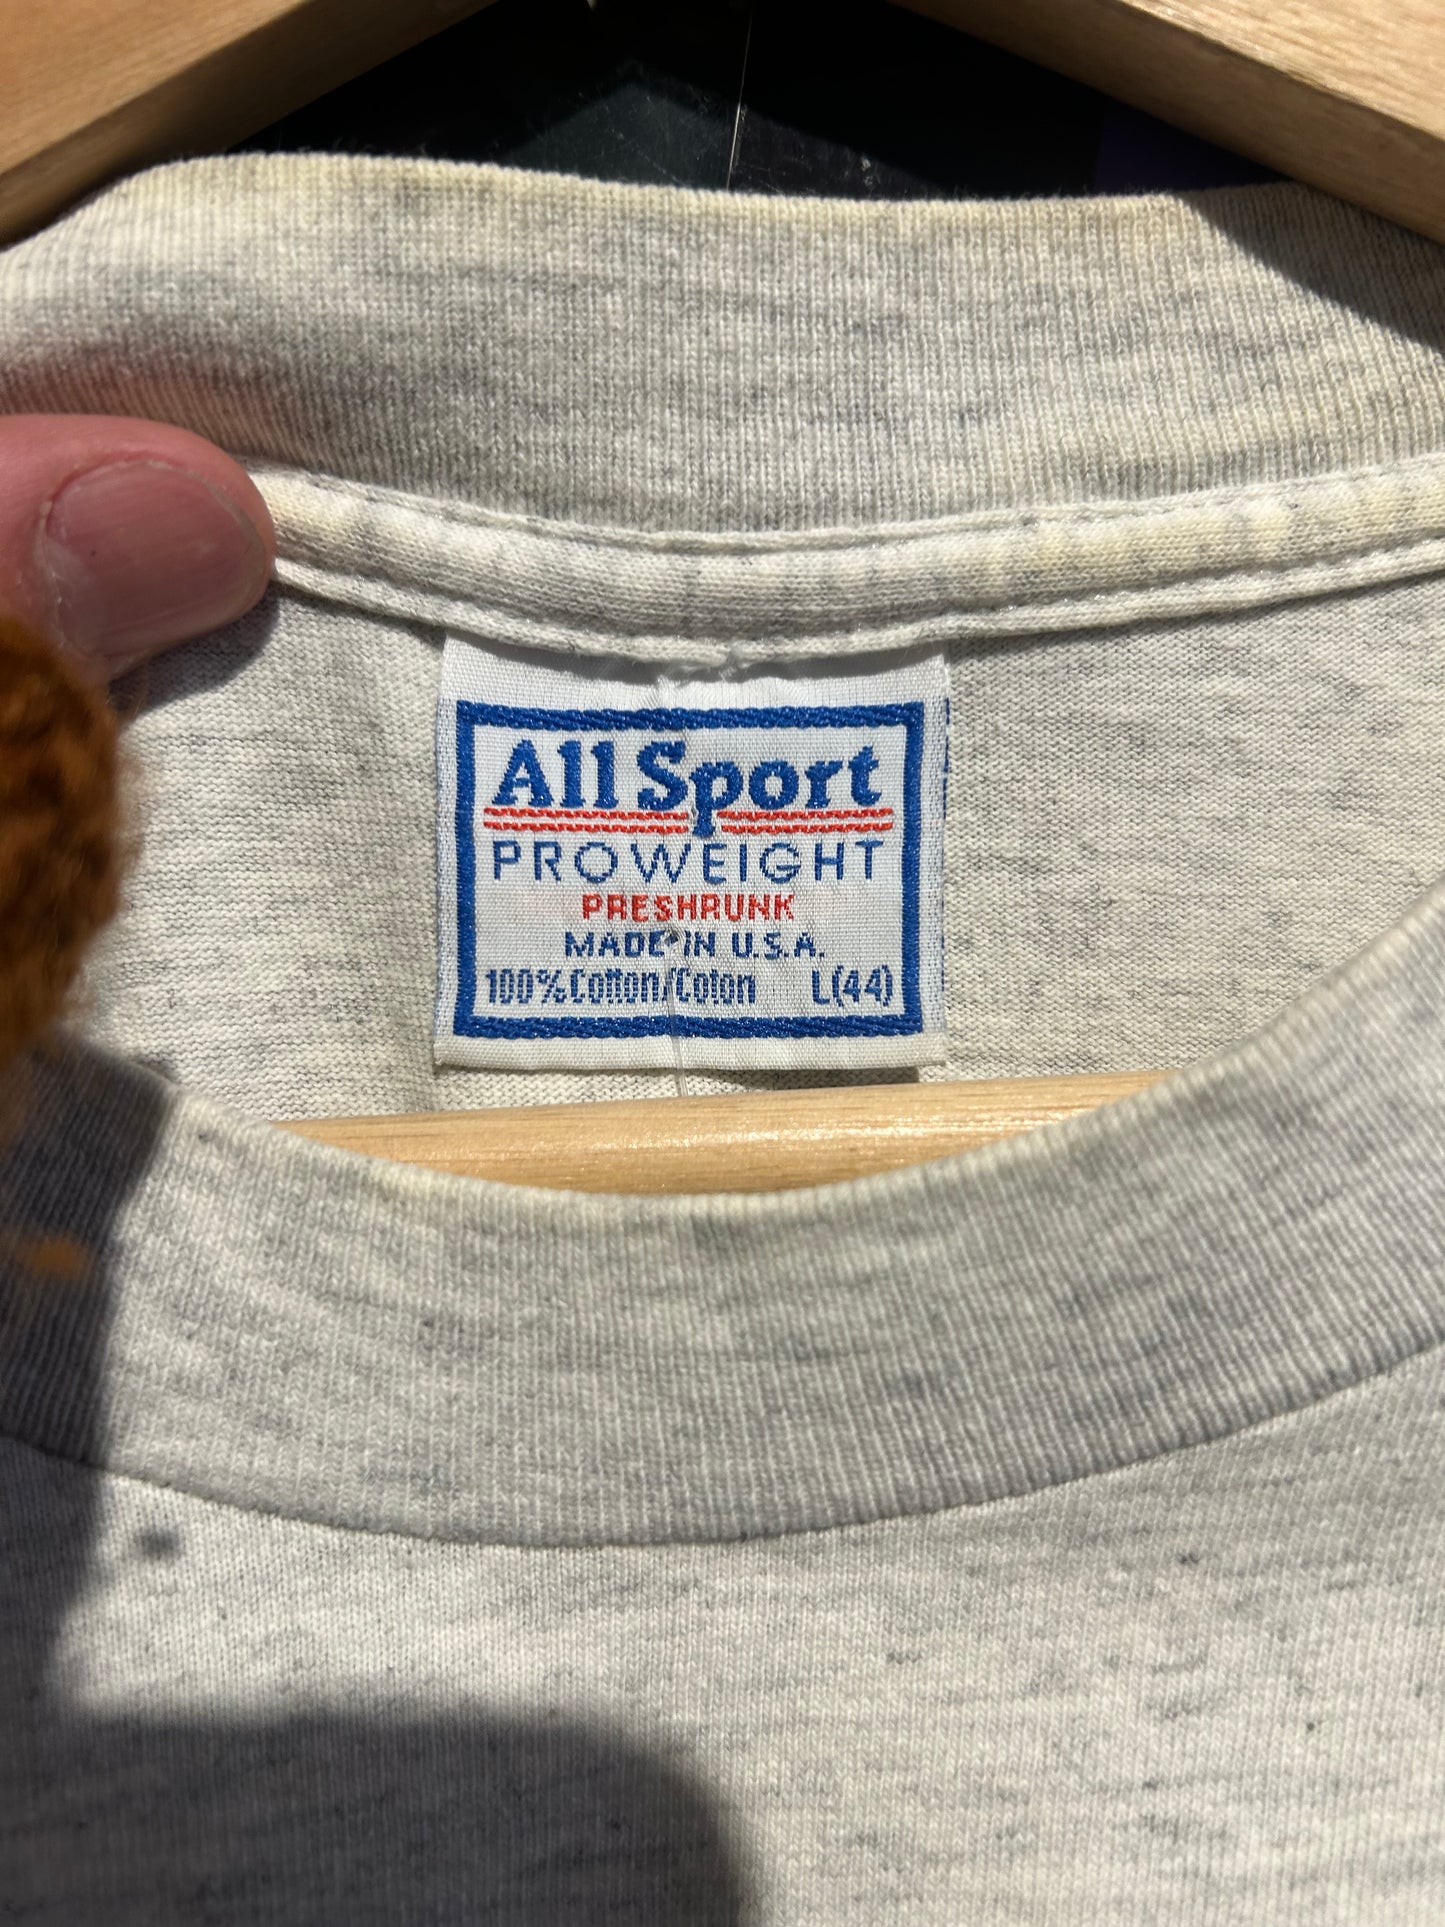 All Sport
PROWEIGHT
PRESHRUNK
MADE IN U.S.A.
100% Cotton/Coton L(44)